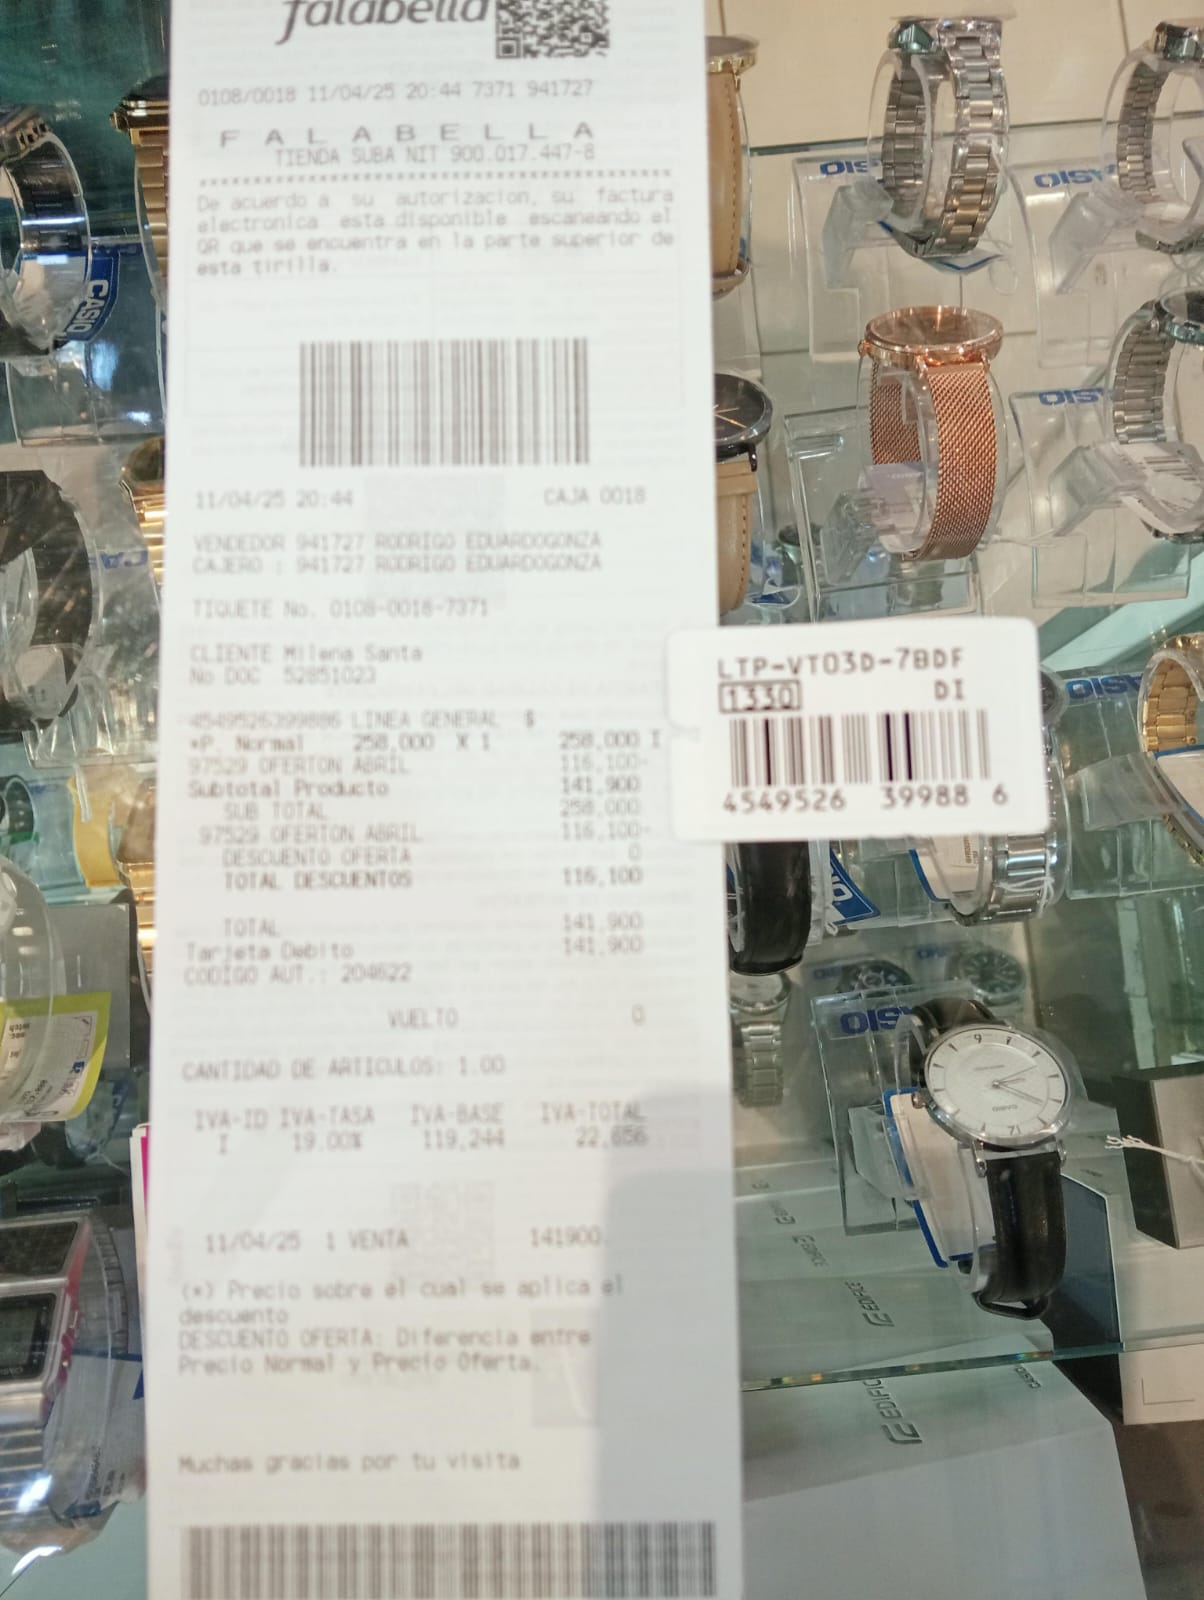 falabella
0108/0018 11/04/25 20:44 7371 941727
FALABELLA
TIENDA SUBA NIT 900.017.447-8
De acuerdo a su autorizacion, su factura
electronica esta disponible escaneando el
QR que se encuentra en la parte superior de
esta tirilla.
11/04/25 20:44 CAJA 0018
VENDEDOR 941727 RODRIGO EDUARDOGONZA
CAJERO : 941727 RODRIGO EDUARDOGONZA
TIQUETE No. 0108-0018-7371
CLIENTE Milena Santa
No DOC 52851023
4549526399886 LINEA GENERAL $
*P. Normal 258,000 X 1 258,000 I
97529 OFERTON ABRIL 116,100-
Subtotal Producto 141,900
SUB TOTAL 258,000
97529 OFERTON ABRIL 116,100-
DESCUENTO OFERTA 0
TOTAL DESCUENTOS 116,100
TOTAL 141,900
Tarjeta Debito 141,900
CODIGO AUT.: 204622
VUELTO 0
CANTIDAD DE ARTICULOS: 1.00
IVA-ID IVA-TASA IVA-BASE IVA-TOTAL
I 19.00% 119,244 22,656
11/04/25 1 VENTA 141900.
(*) Precio sobre el cual se aplica el
descuento
DESCUENTO OFERTA: Diferencia entre
Precio Normal y Precio Oferta.
Muchas gracias por tu visita
LTP-VT03D-7BDF
1330 DI
4549526 39988 6
CASIO
CASIO
CASIO
CASIO
CASIO
CASIO
CASIO
EDIFICE
EDIFICE